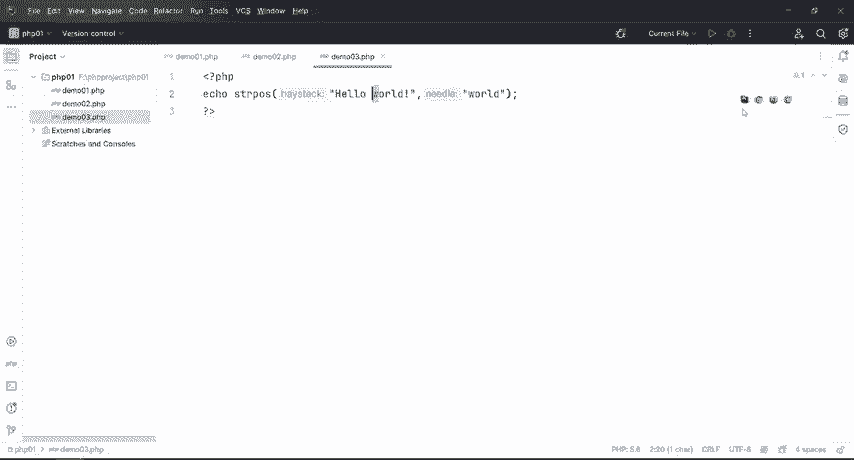 File Edit View Navigate Code Refactor Run Tools VCS Window Help
php01 Version control Current File
Project
demo01.php demo02.php demo03.php
php01 F:\phpproject\php01
demo01.php
demo02.php
demo03.php
External Libraries
Scratches and Consoles
1 <?php
2 echo strpos( haystack: "Hello world!", needle: "world");
3 ?>
php
php01 > demo03.php PHP: 5.6 2:20 (1 char) CRLF UTF-8 4 spaces